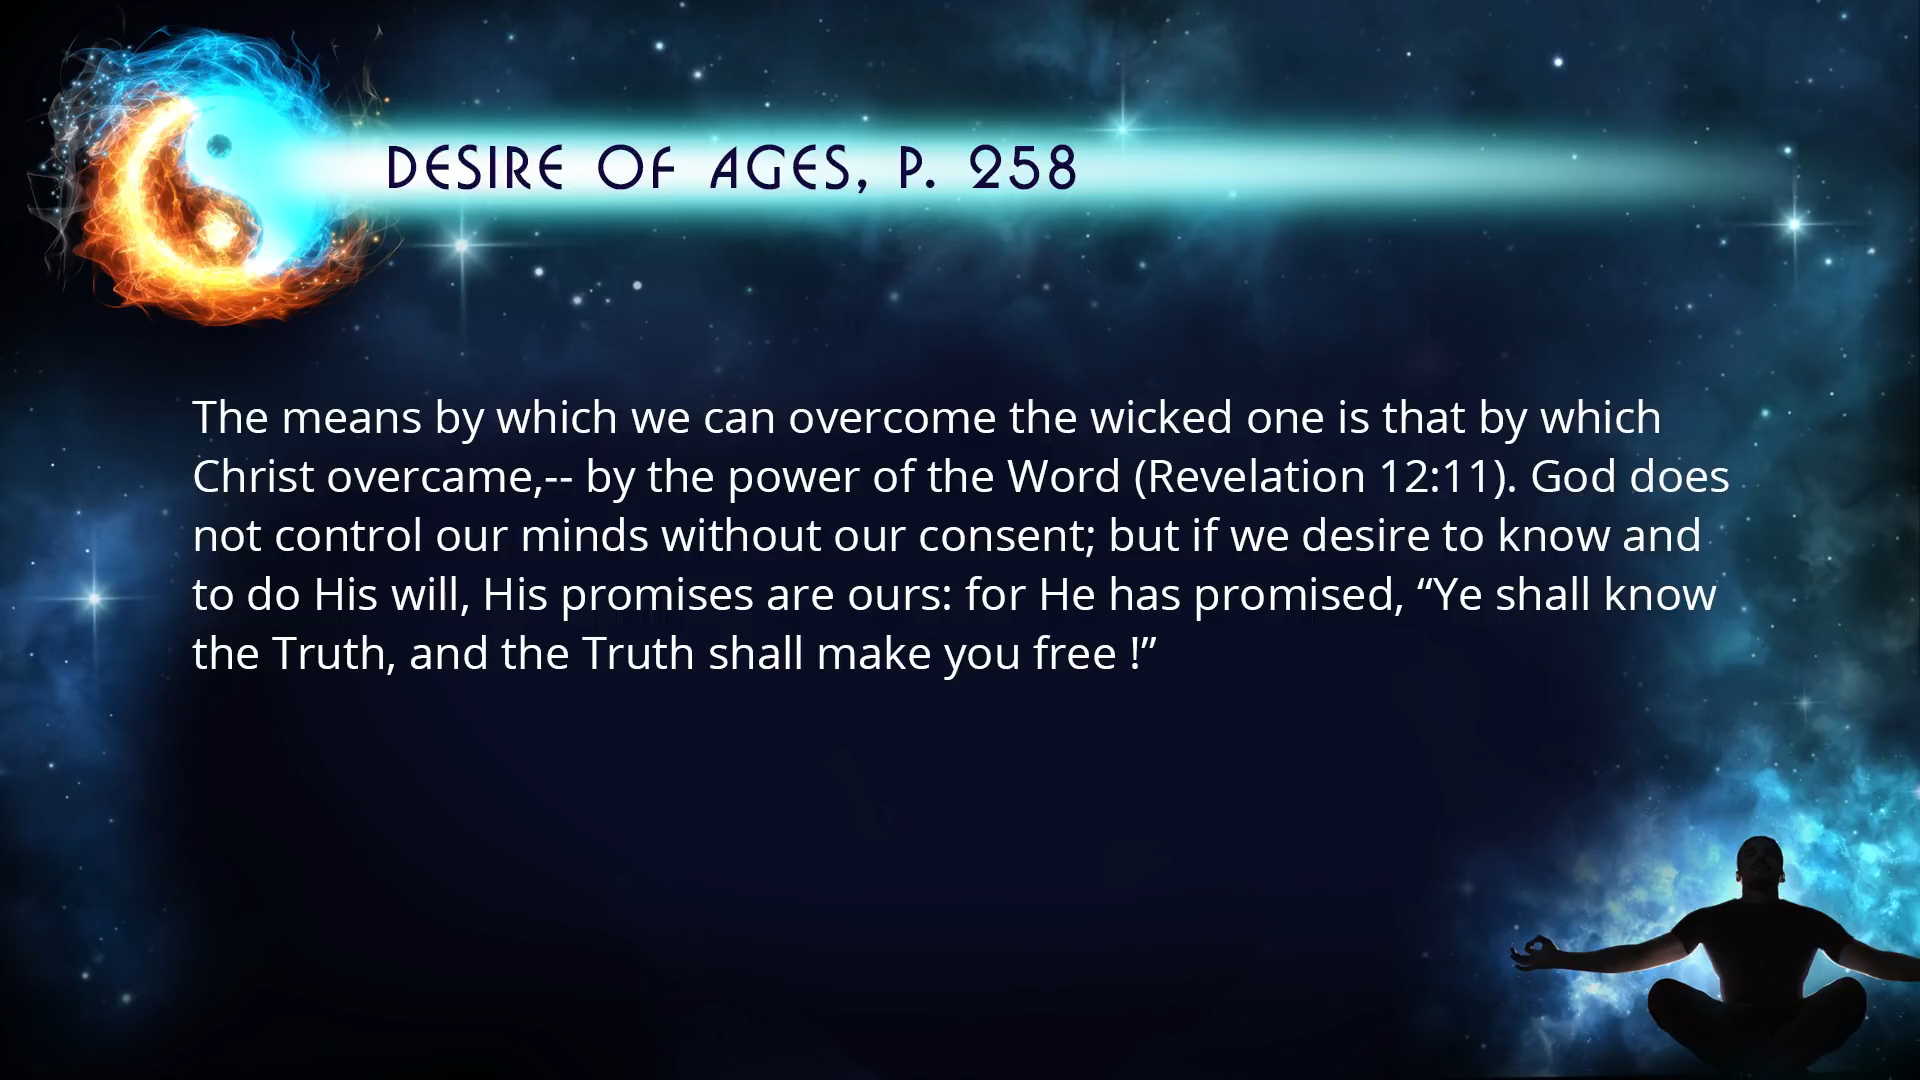 DESIRE OF AGES, P. 258
The means by which we can overcome the wicked one is that by which
Christ overcame,-- by the power of the Word (Revelation 12:11). God does
not control our minds without our consent; but if we desire to know and
to do His will, His promises are ours: for He has promised, “Ye shall know
the Truth, and the Truth shall make you free !”